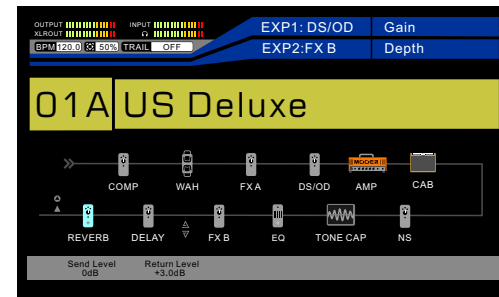 OUTPUT INPUT
XLROUT
BPM 120.0 50% TRAIL OFF
EXP1: DS/OD Gain
EXP2:FX B Depth
01A US Deluxe
MOOER
COMP WAH FX A DS/OD AMP CAB
REVERB DELAY FX B EQ TONE CAP NS
Send Level Return Level
0dB +3.0dB